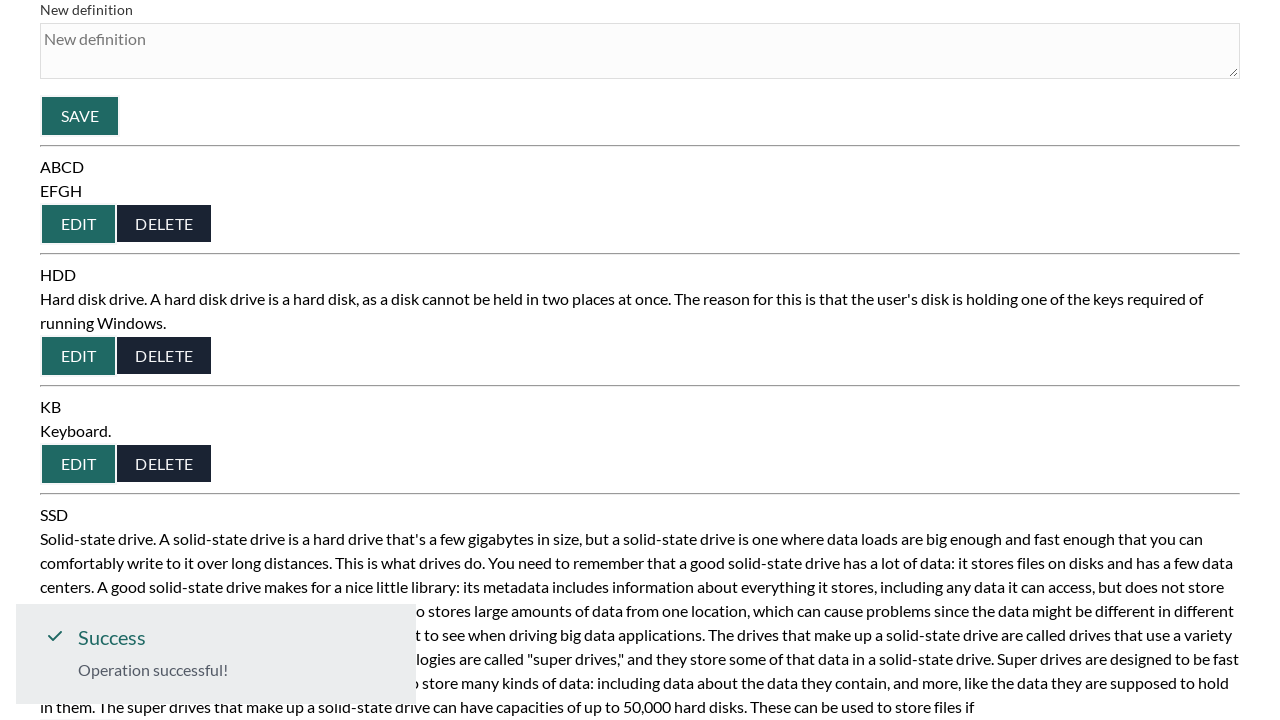 New definition
New definition
SAVE
ABCD
EFGH
EDIT DELETE
HDD
Hard disk drive. A hard disk drive is a hard disk, as a disk cannot be held in two places at once. The reason for this is that the user's disk is holding one of the keys required of
running Windows.
EDIT DELETE
KB
Keyboard.
EDIT DELETE
SSD
Solid-state drive. A solid-state drive is a hard drive that's a few gigabytes in size, but a solid-state drive is one where data loads are big enough and fast enough that you can
comfortably write to it over long distances. This is what drives do. You need to remember that a good solid-state drive has a lot of data: it stores files on disks and has a few data
centers. A good solid-state drive makes for a nice little library: its metadata includes information about everything it stores, including any data it can access, but does not store
o stores large amounts of data from one location, which can cause problems since the data might be different in different
t to see when driving big data applications. The drives that make up a solid-state drive are called drives that use a variety
logies are called "super drives," and they store some of that data in a solid-state drive. Super drives are designed to be fast
store many kinds of data: including data about the data they contain, and more, like the data they are supposed to hold
in them. The super drives that make up a solid-state drive can have capacities of up to 50,000 hard disks. These can be used to store files if
Success
Operation successful!